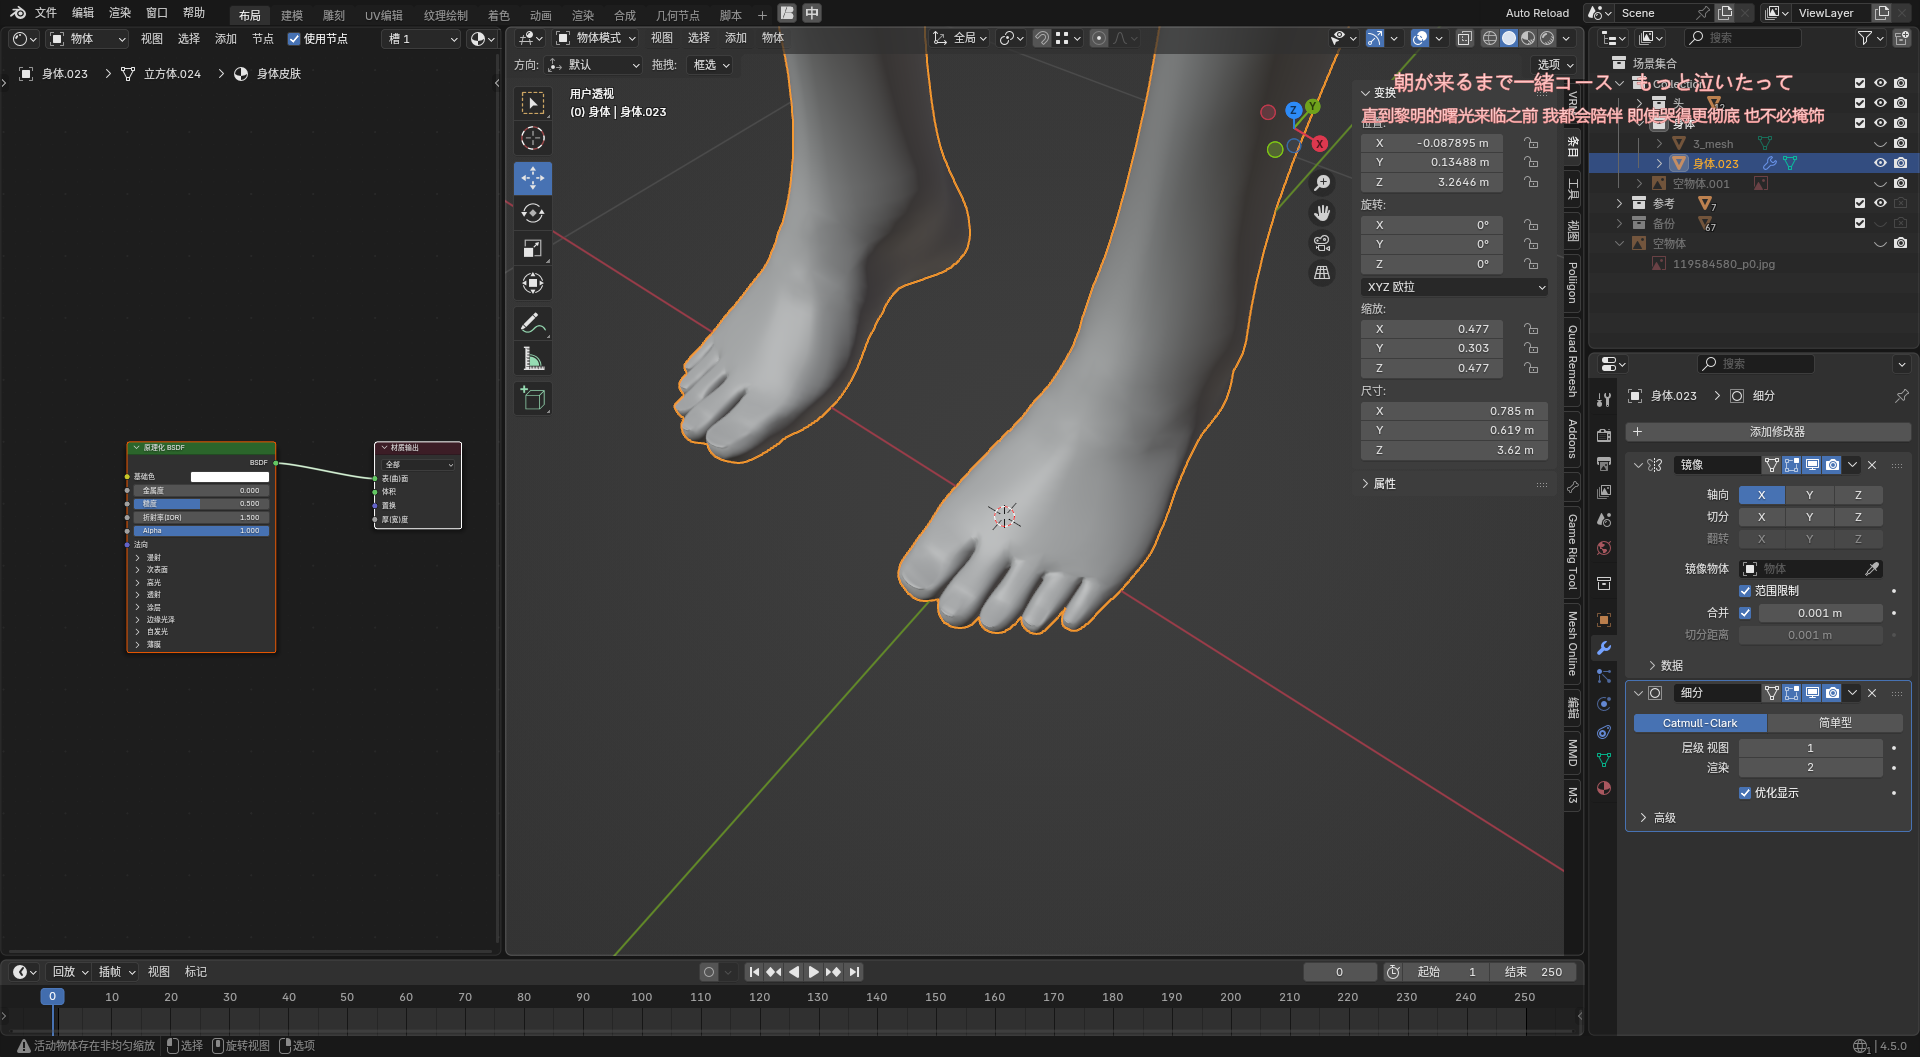 文件 编辑 渲染 窗口 帮助 布局 建模 雕刻 UV编辑 纹理绘制 着色 动画 渲染 合成 几何节点 脚本 + 中 Auto Reload Scene ViewLayer
物体 视图 选择 添加 节点 使用节点 槽 1
身体.023 > 立方体.024 > 身体皮肤
原理化 BSDF
BSDF
基础色
金属度 0.000
糙度 0.500
折射率(IOR) 1.500
Alpha 1.000
法向
漫射
次表面
高光
透射
涂层
边缘光泽
自发光
薄膜
材质输出
全部
表(曲)面
体积
置换
厚(宽)度
物体模式 视图 选择 添加 物体 全局
方向: 默认 拖拽: 框选 选项
用户透视
(0) 身体 | 身体.023
朝が来るまで一緒コース もっと泣いたって
直到黎明的曙光来临之前 我都会陪伴 即使哭得更彻底 也不必掩饰
变换
位置:
X -0.087895 m
Y 0.13488 m
Z 3.2646 m
旋转:
X 0°
Y 0°
Z 0°
XYZ 欧拉
缩放:
X 0.477
Y 0.303
Z 0.477
尺寸:
X 0.785 m
Y 0.619 m
Z 3.62 m
属性
Z
Y
X
条目
工具
视图
Poliigon
Quad Remesh
Addons
Game Rig Tool
Mesh Online
编辑
MMD
M3
搜索
场景集合
Collection
头
身体
3_mesh
身体.023
空物体.001
参考 7
备份 67
空物体
119584580_p0.jpg
搜索
身体.023 > 细分
+ 添加修改器
镜像
轴向 X Y Z
切分 X Y Z
翻转 X Y Z
镜像物体 物体
范围限制
合并 0.001 m
切分距离 0.001 m
数据
细分
Catmull-Clark 简单型
层级 视图 1
渲染 2
优化显示
高级
回放 插帧 视图 标记 0 起始 1 结束 250
0 10 20 30 40 50 60 70 80 90 100 110 120 130 140 150 160 170 180 190 200 210 220 230 240 250
活动物体存在非均匀缩放 选择 旋转视图 选项 4.5.0